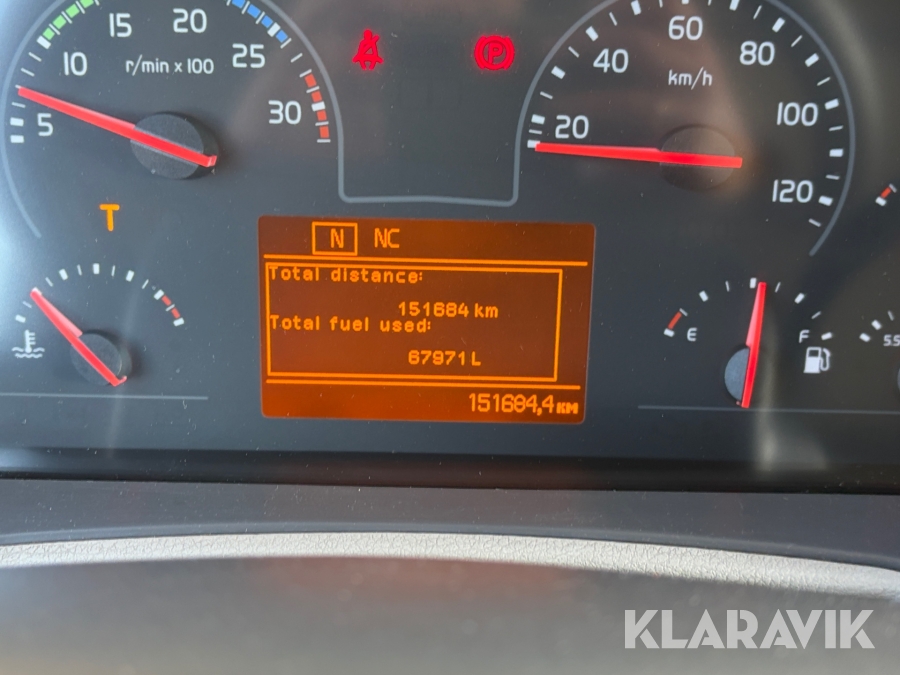 5 10 15 20 25 30
r/min x 100
P
20 40 60 80 100 120
km/h
T
N NC
Total distance:
151684 km
Total fuel used:
67971 L
151684,4 KM
E F
55
KLARAVIK